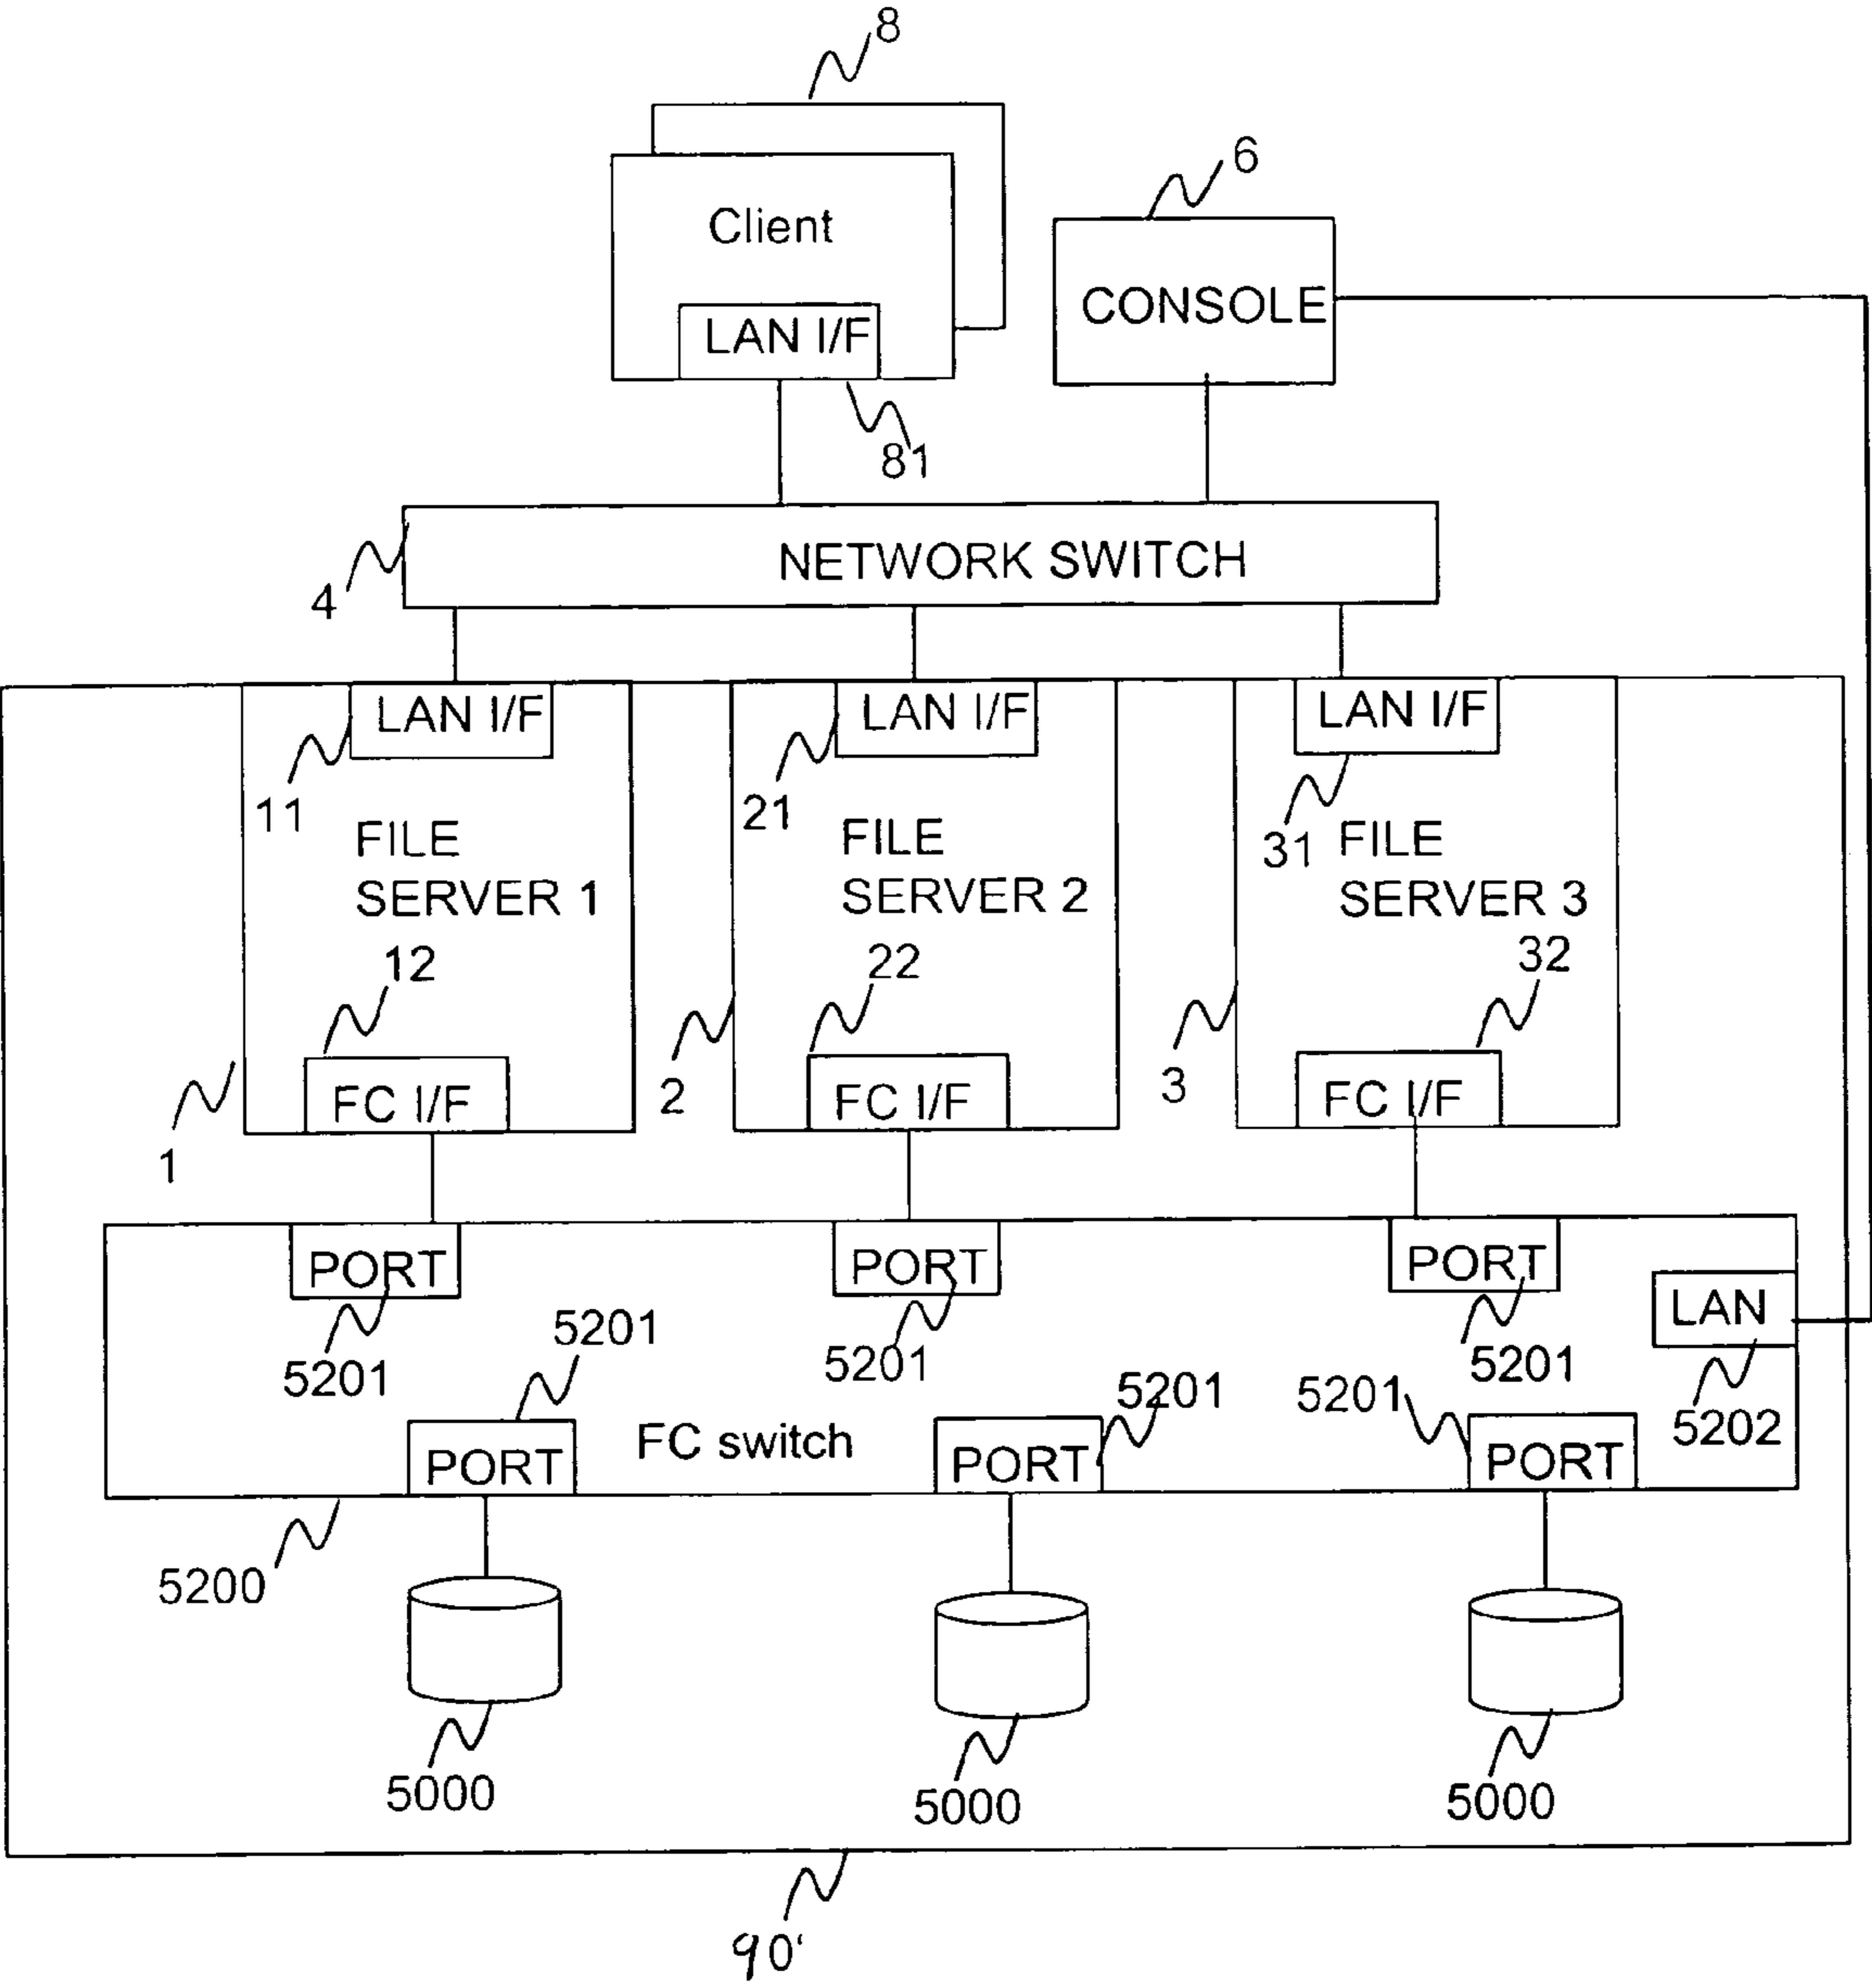 8
6
Client
CONSOLE
LAN I/F
81
NETWORK SWITCH
4
LAN I/F
LAN I/F
LAN I/F
11
21
31
FILE
SERVER 1
FILE
SERVER 2
FILE
SERVER 3
12
22
32
FC I/F
FC I/F
FC I/F
1
2
3
PORT
PORT
PORT
LAN
5201
5201
5201
5201
5201
5201
5202
FC switch
PORT
PORT
PORT
5200
5000
5000
5000
90'